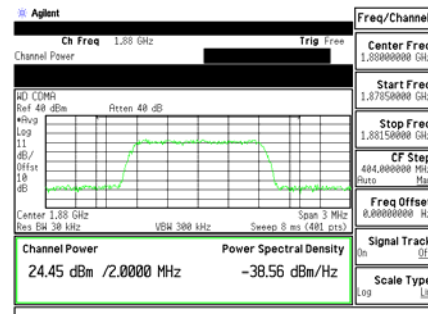 Agilent
Freq/Channel
Ch Freq 1.88 GHz Trig Free
Channel Power
Center Freq
1.88000000 GHz
Start Freq
1.87850000 GHz
Stop Freq
1.88150000 GHz
CF Step
404.000000 MHz
Auto Man
Freq Offset
0.00000000 Hz
Signal Track
On Off
Scale Type
Log Lin
WD CDMA
Ref 40 dBm Atten 40 dB
#Avg
Log
11
dB/
Offst
10
dB
Center 1.88 GHz Span 3 MHz
Res BW 30 kHz VBW 300 kHz Sweep 8 ms (401 pts)
Channel Power Power Spectral Density
24.45 dBm /2.0000 MHz -38.56 dBm/Hz